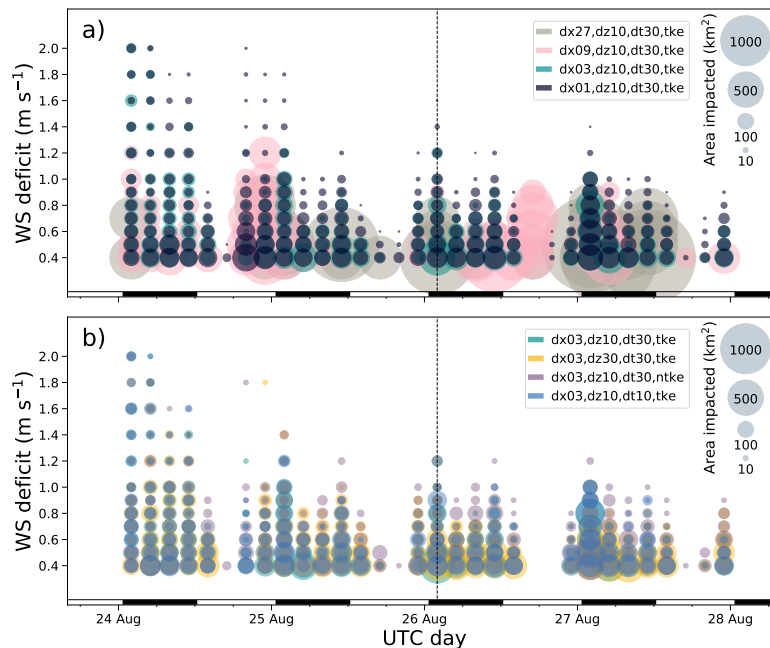 a)
dx27,dz10,dt30,tke
dx09,dz10,dt30,tke
dx03,dz10,dt30,tke
dx01,dz10,dt30,tke
Area impacted (km²)
1000
500
100
10
WS deficit (m s⁻¹)
2.0
1.8
1.6
1.4
1.2
1.0
0.8
0.6
0.4
b)
dx03,dz10,dt30,tke
dx03,dz30,dt30,tke
dx03,dz10,dt30,ntke
dx03,dz10,dt10,tke
Area impacted (km²)
1000
500
100
10
WS deficit (m s⁻¹)
2.0
1.8
1.6
1.4
1.2
1.0
0.8
0.6
0.4
24 Aug
25 Aug
26 Aug
27 Aug
28 Aug
UTC day